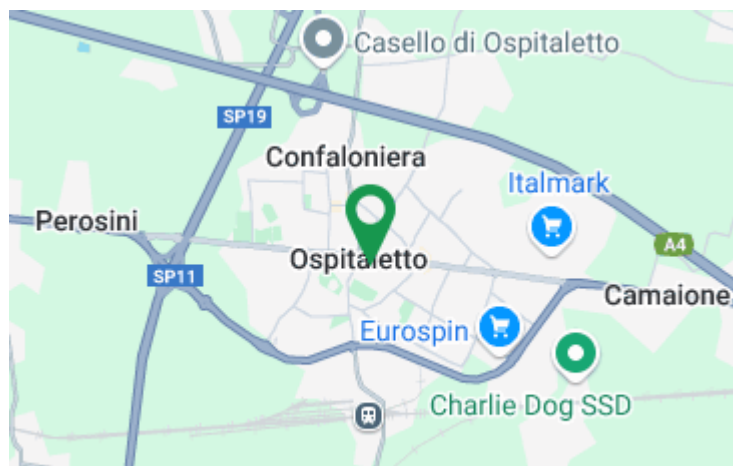 Casello di Ospitaletto
SP19
Confaloniera
Italmark
Perosini
A4
Ospitaletto
SP11
Camaione
Eurospin
Charlie Dog SSD